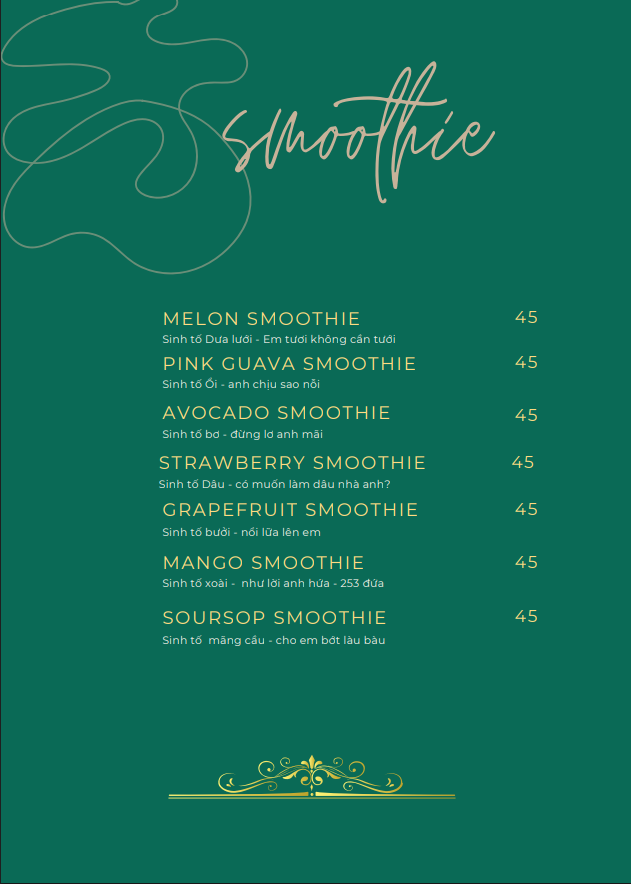 smoothie
MELON SMOOTHIE 45
Sinh tố Dưa lưới - Em tươi không cần tưới
PINK GUAVA SMOOTHIE 45
Sinh tố Ổi - anh chịu sao nỗi
AVOCADO SMOOTHIE 45
Sinh tố bơ - đừng lơ anh mãi
STRAWBERRY SMOOTHIE 45
Sinh tố Dâu - có muốn làm dâu nhà anh?
GRAPEFRUIT SMOOTHIE 45
Sinh tố bưởi - nổi lữa lên em
MANGO SMOOTHIE 45
Sinh tố xoài - như lời anh hứa - 253 đứa
SOURSOP SMOOTHIE 45
Sinh tố mãng cầu - cho em bớt làu bàu